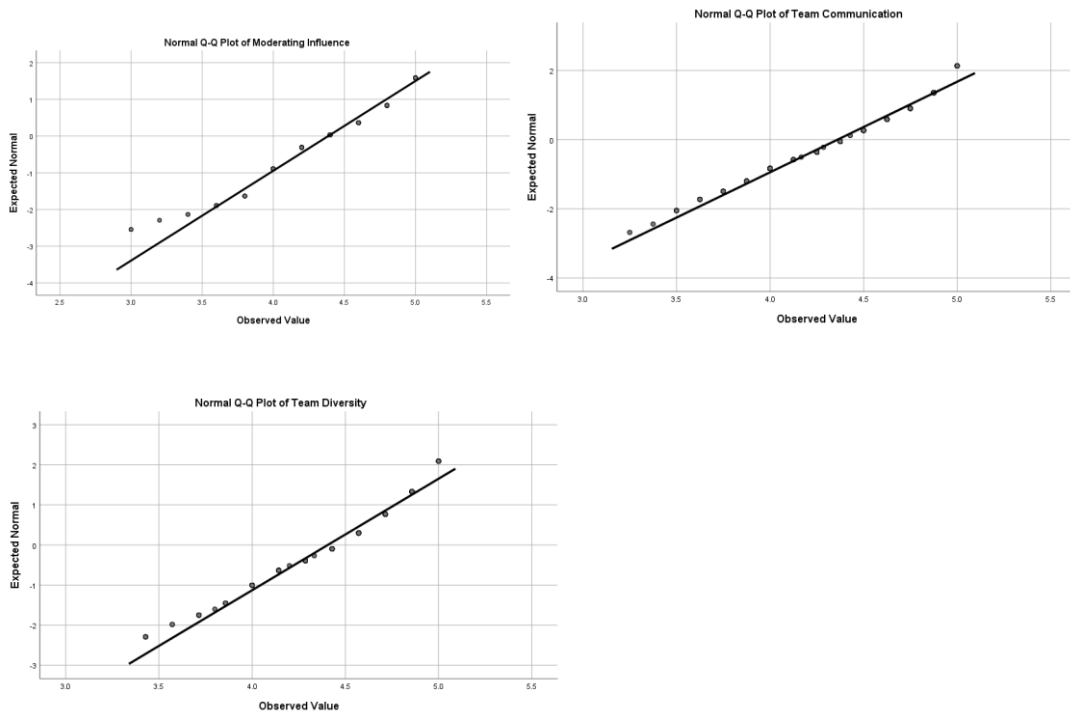 Normal Q-Q Plot of Moderating Influence
Expected Normal
2
1
0
-1
-2
-3
-4
2.5 3.0 3.5 4.0 4.5 5.0 5.5
Observed Value
Normal Q-Q Plot of Team Communication
Expected Normal
2
0
-2
-4
3.0 3.5 4.0 4.5 5.0 5.5
Observed Value
Normal Q-Q Plot of Team Diversity
Expected Normal
3
2
1
0
-1
-2
-3
3.0 3.5 4.0 4.5 5.0 5.5
Observed Value